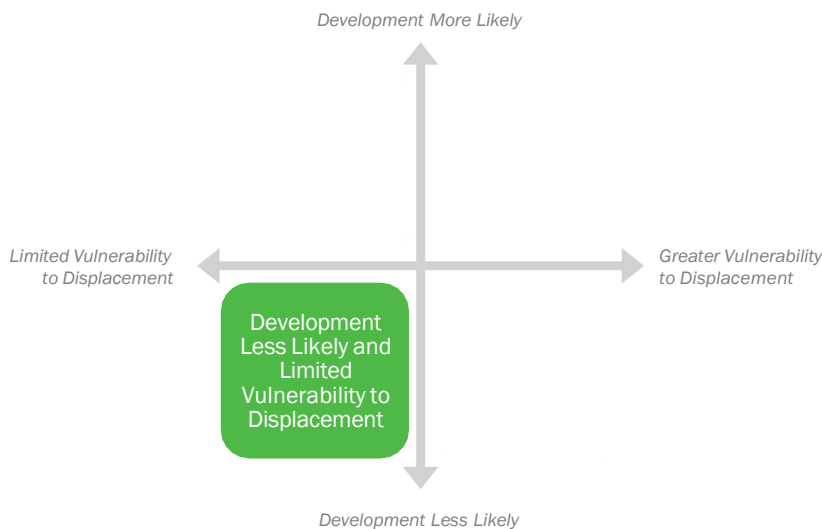 Development More Likely
Limited Vulnerability
to Displacement
Greater Vulnerability
to Displacement
Development
Less Likely and
Limited
Vulnerability to
Displacement
Development Less Likely